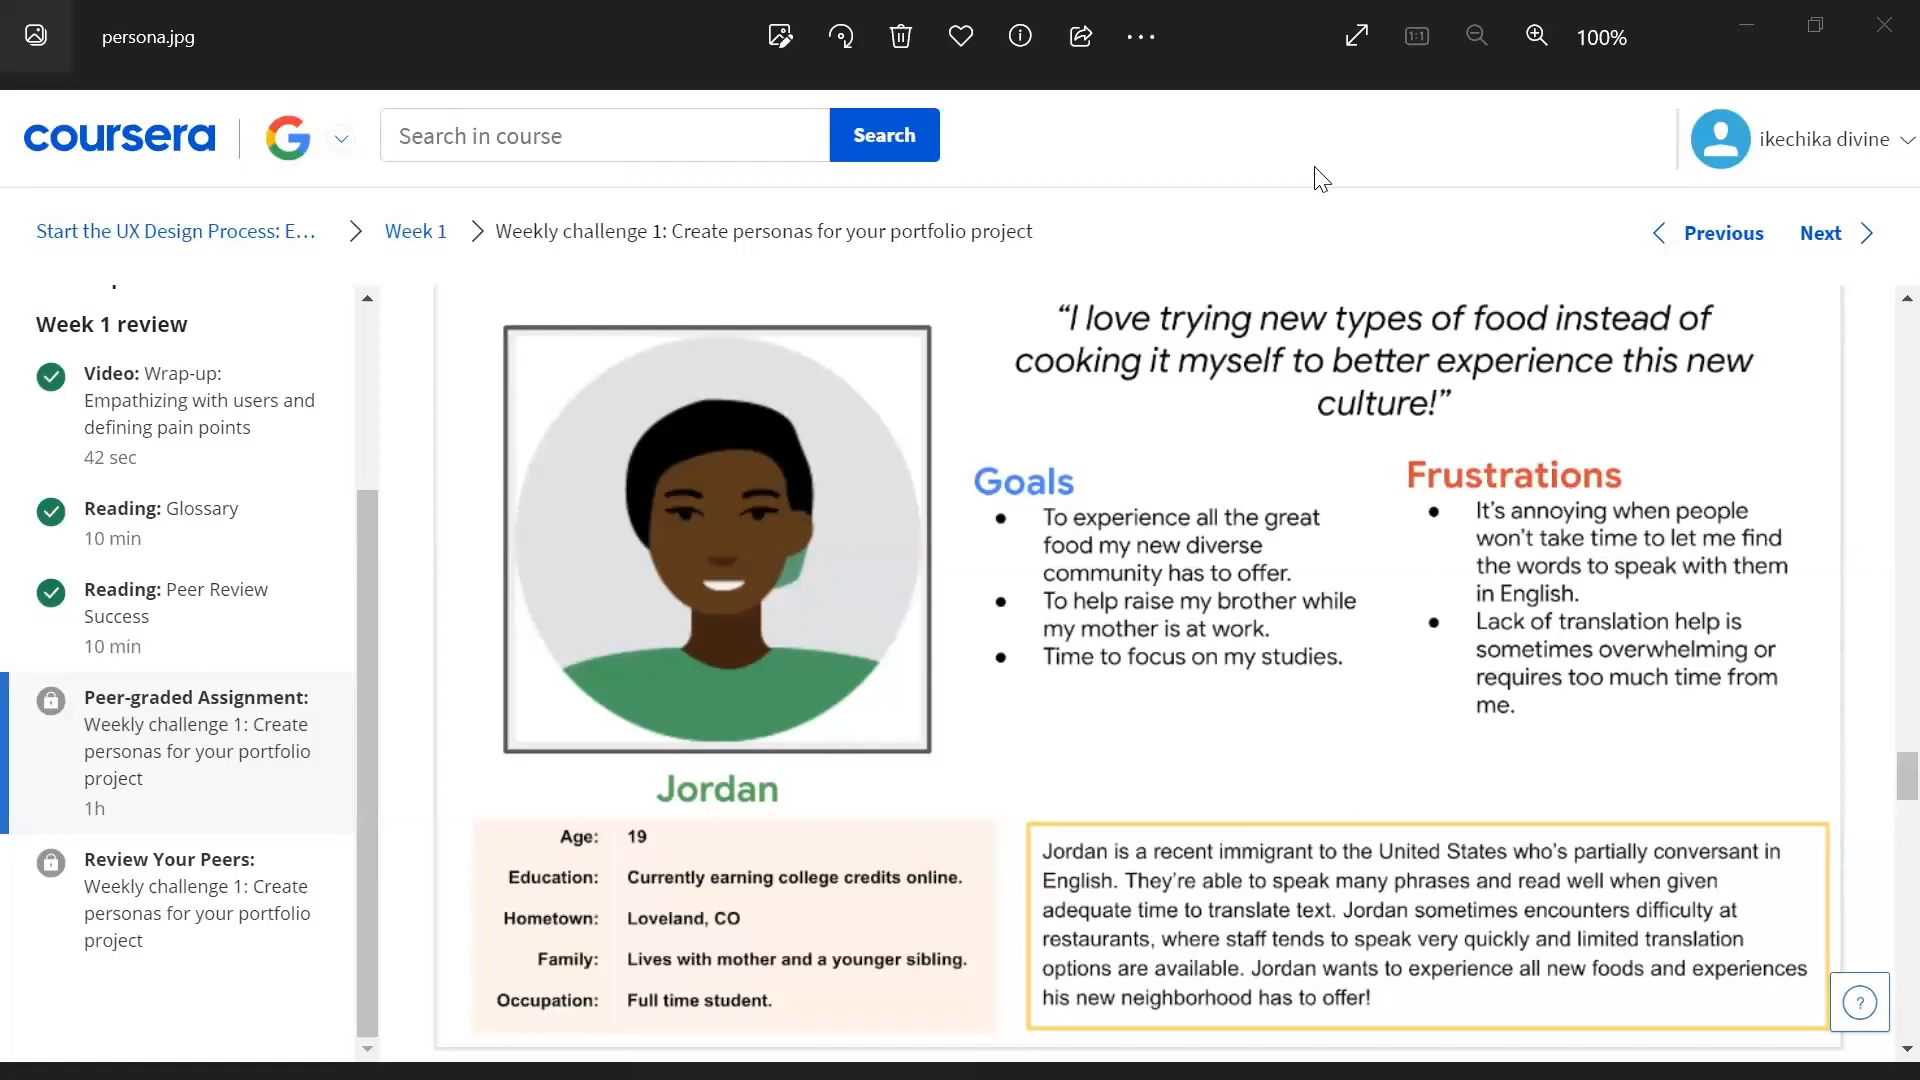 persona.jpg
100%
coursera
Search in course
Search
ikechika divine
Start the UX Design Process: E...
Week 1
Weekly challenge 1: Create personas for your portfolio project
Previous
Next
Week 1 review
Video: Wrap-up:
Empathizing with users and
defining pain points
42 sec
Reading: Glossary
10 min
Reading: Peer Review
Success
10 min
Peer-graded Assignment:
Weekly challenge 1: Create
personas for your portfolio
project
1h
Review Your Peers:
Weekly challenge 1: Create
personas for your portfolio
project
“I love trying new types of food instead of
cooking it myself to better experience this new
culture!”
Goals
● To experience all the great
food my new diverse
community has to offer.
● To help raise my brother while
my mother is at work.
● Time to focus on my studies.
Frustrations
● It’s annoying when people
won’t take time to let me find
the words to speak with them
in English.
● Lack of translation help is
sometimes overwhelming or
requires too much time from
me.
Jordan
Age: 19
Education: Currently earning college credits online.
Hometown: Loveland, CO
Family: Lives with mother and a younger sibling.
Occupation: Full time student.
Jordan is a recent immigrant to the United States who’s partially conversant in
English. They’re able to speak many phrases and read well when given
adequate time to translate text. Jordan sometimes encounters difficulty at
restaurants, where staff tends to speak very quickly and limited translation
options are available. Jordan wants to experience all new foods and experiences
his new neighborhood has to offer!
?